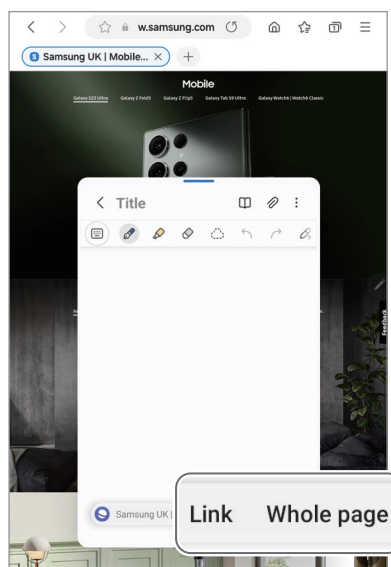 w.samsung.com
Samsung UK | Mobile...
Mobile
Galaxy S23 Ultra Galaxy Z Fold5 Galaxy Z Flip5 Galaxy Tab S9 Ultra Galaxy Watch6 | Watch6 Classic
Title
Feedback
Samsung UK |
Link Whole page